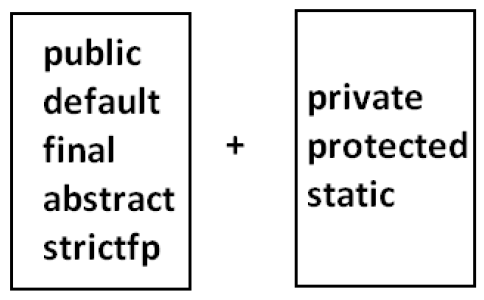 public
default
final
abstract
strictfp
+
private
protected
static